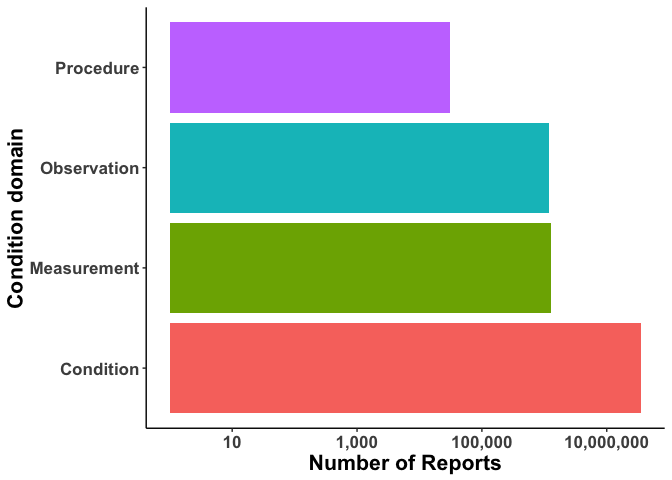 Condition domain
Procedure
Observation
Measurement
Condition
10
1,000
100,000
10,000,000
Number of Reports